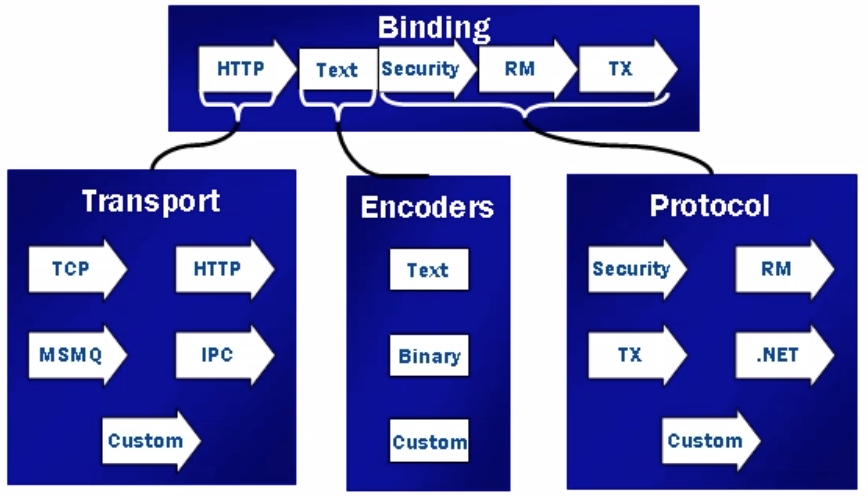 Binding
HTTP Text Security RM TX
Transport
TCP HTTP
MSMQ IPC
Custom
Encoders
Text
Binary
Custom
Protocol
Security RM
TX .NET
Custom